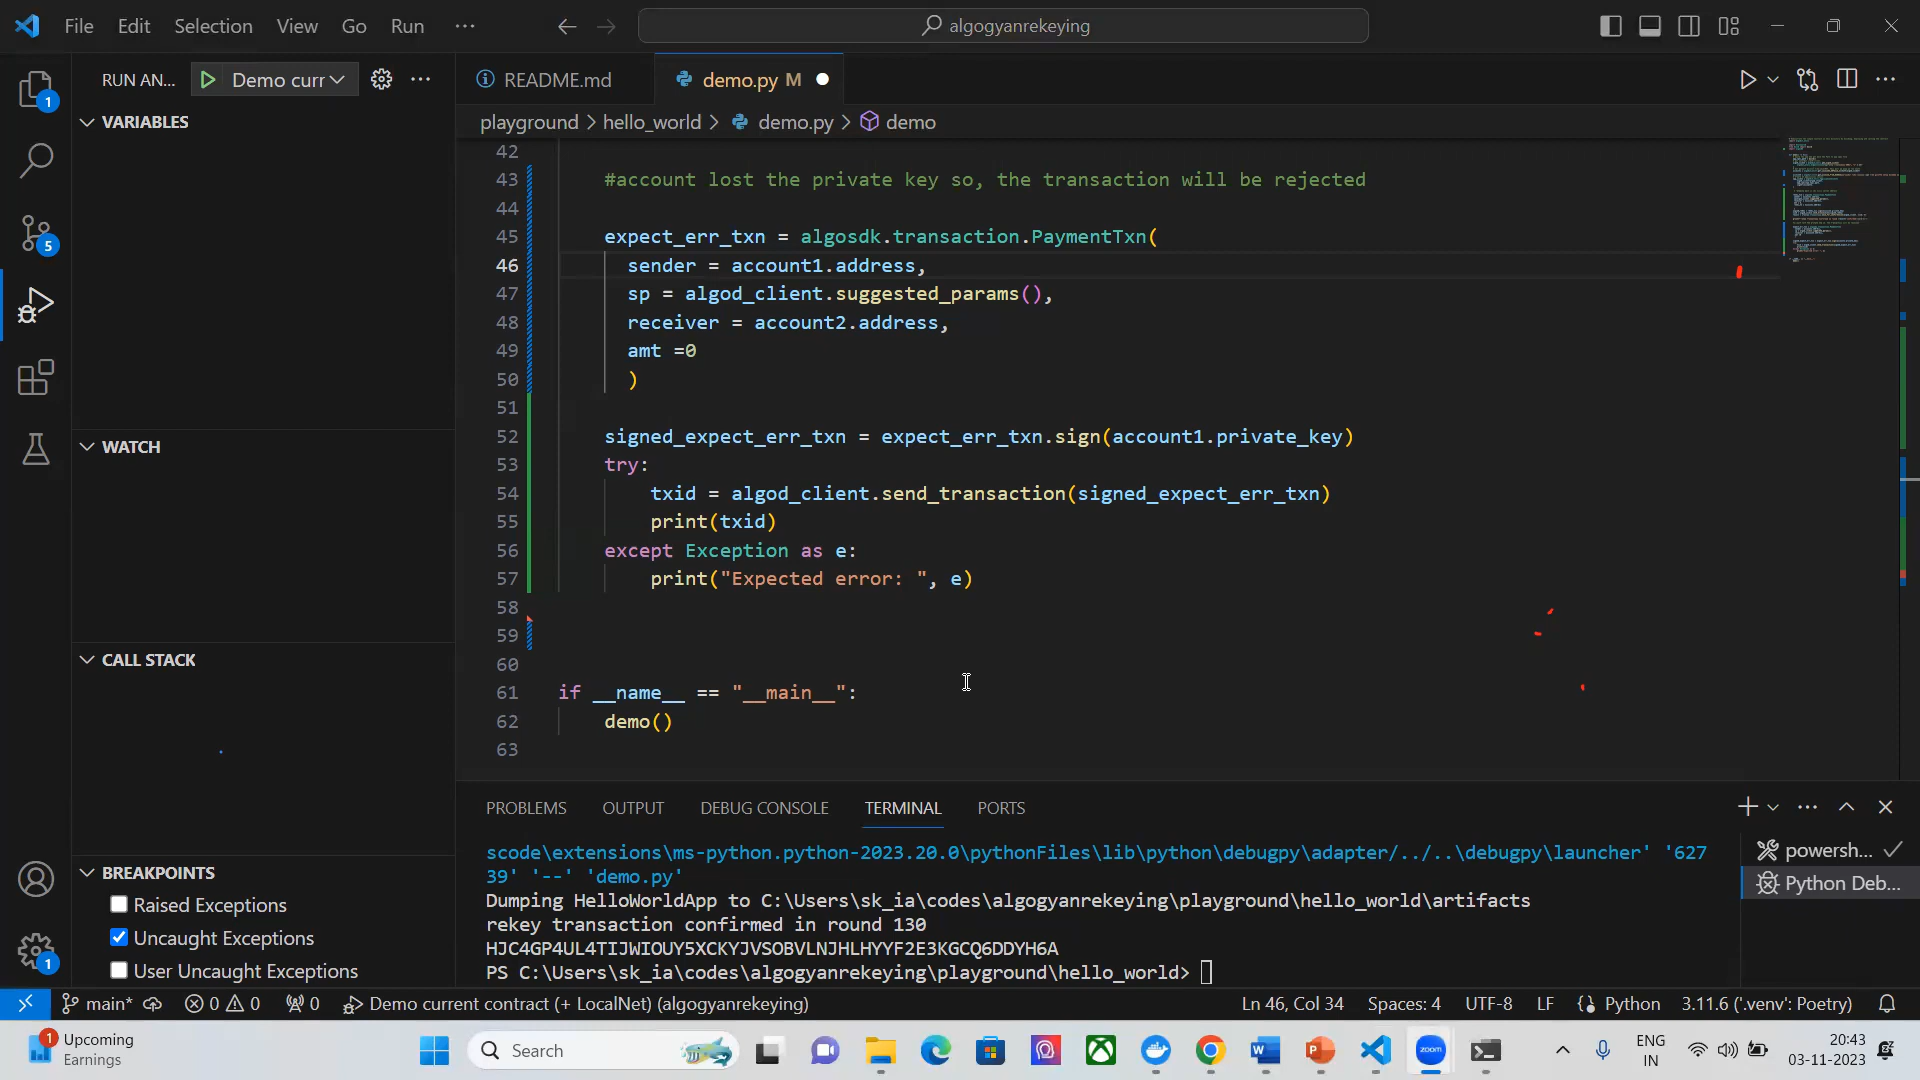 File Edit Selection View Go Run ··· algogyanrekeying
RUN AN... Demo curr ···
README.md demo.py M
playground > hello_world > demo.py > demo
VARIABLES
WATCH
CALL STACK
BREAKPOINTS
Raised Exceptions
Uncaught Exceptions
User Uncaught Exceptions
1
5
1
42
43 #account lost the private key so, the transaction will be rejected
44
45 expect_err_txn = algosdk.transaction.PaymentTxn(
46 sender = account1.address,
47 sp = algod_client.suggested_params(),
48 receiver = account2.address,
49 amt =0
50 )
51
52 signed_expect_err_txn = expect_err_txn.sign(account1.private_key)
53 try:
54 txid = algod_client.send_transaction(signed_expect_err_txn)
55 print(txid)
56 except Exception as e:
57 print("Expected error: ", e)
58
59
60
61 if __name__ == "__main__":
62 demo()
63
PROBLEMS OUTPUT DEBUG CONSOLE TERMINAL PORTS
scode\extensions\ms-python.python-2023.20.0\pythonFiles\lib\python\debugpy\adapter/../..\debugpy\launcher' '627
39' '--' 'demo.py'
Dumping HelloWorldApp to C:\Users\sk_ia\codes\algogyanrekeying\playground\hello_world\artifacts
rekey transaction confirmed in round 130
HJC4GP4UL4TIJWIOUY5XCKYJVSOBVLNJHLHYYF2E3KGCQ6DDYH6A
PS C:\Users\sk_ia\codes\algogyanrekeying\playground\hello_world>
powersh...
Python Deb...
main* 0 0 0 Demo current contract (+ LocalNet) (algogyanrekeying) Ln 46, Col 34 Spaces: 4 UTF-8 LF Python 3.11.6 ('.venv': Poetry)
1 Upcoming
Earnings
Search
zoom
ENG
IN
20:43
03-11-2023